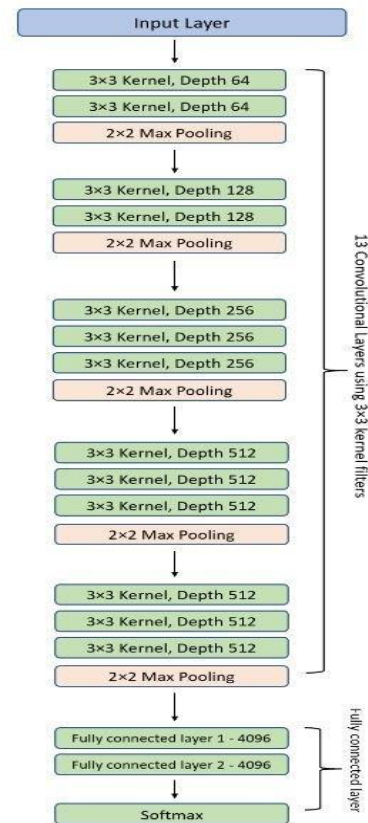 Input Layer
3×3 Kernel, Depth 64
3×3 Kernel, Depth 64
2×2 Max Pooling
3×3 Kernel, Depth 128
3×3 Kernel, Depth 128
2×2 Max Pooling
3×3 Kernel, Depth 256
3×3 Kernel, Depth 256
3×3 Kernel, Depth 256
2×2 Max Pooling
3×3 Kernel, Depth 512
3×3 Kernel, Depth 512
3×3 Kernel, Depth 512
2×2 Max Pooling
3×3 Kernel, Depth 512
3×3 Kernel, Depth 512
3×3 Kernel, Depth 512
2×2 Max Pooling
13 Convolutional Layers using 3×3 kernel filters
Fully connected layer 1 - 4096
Fully connected layer 2 - 4096
Softmax
Fully connected
layer